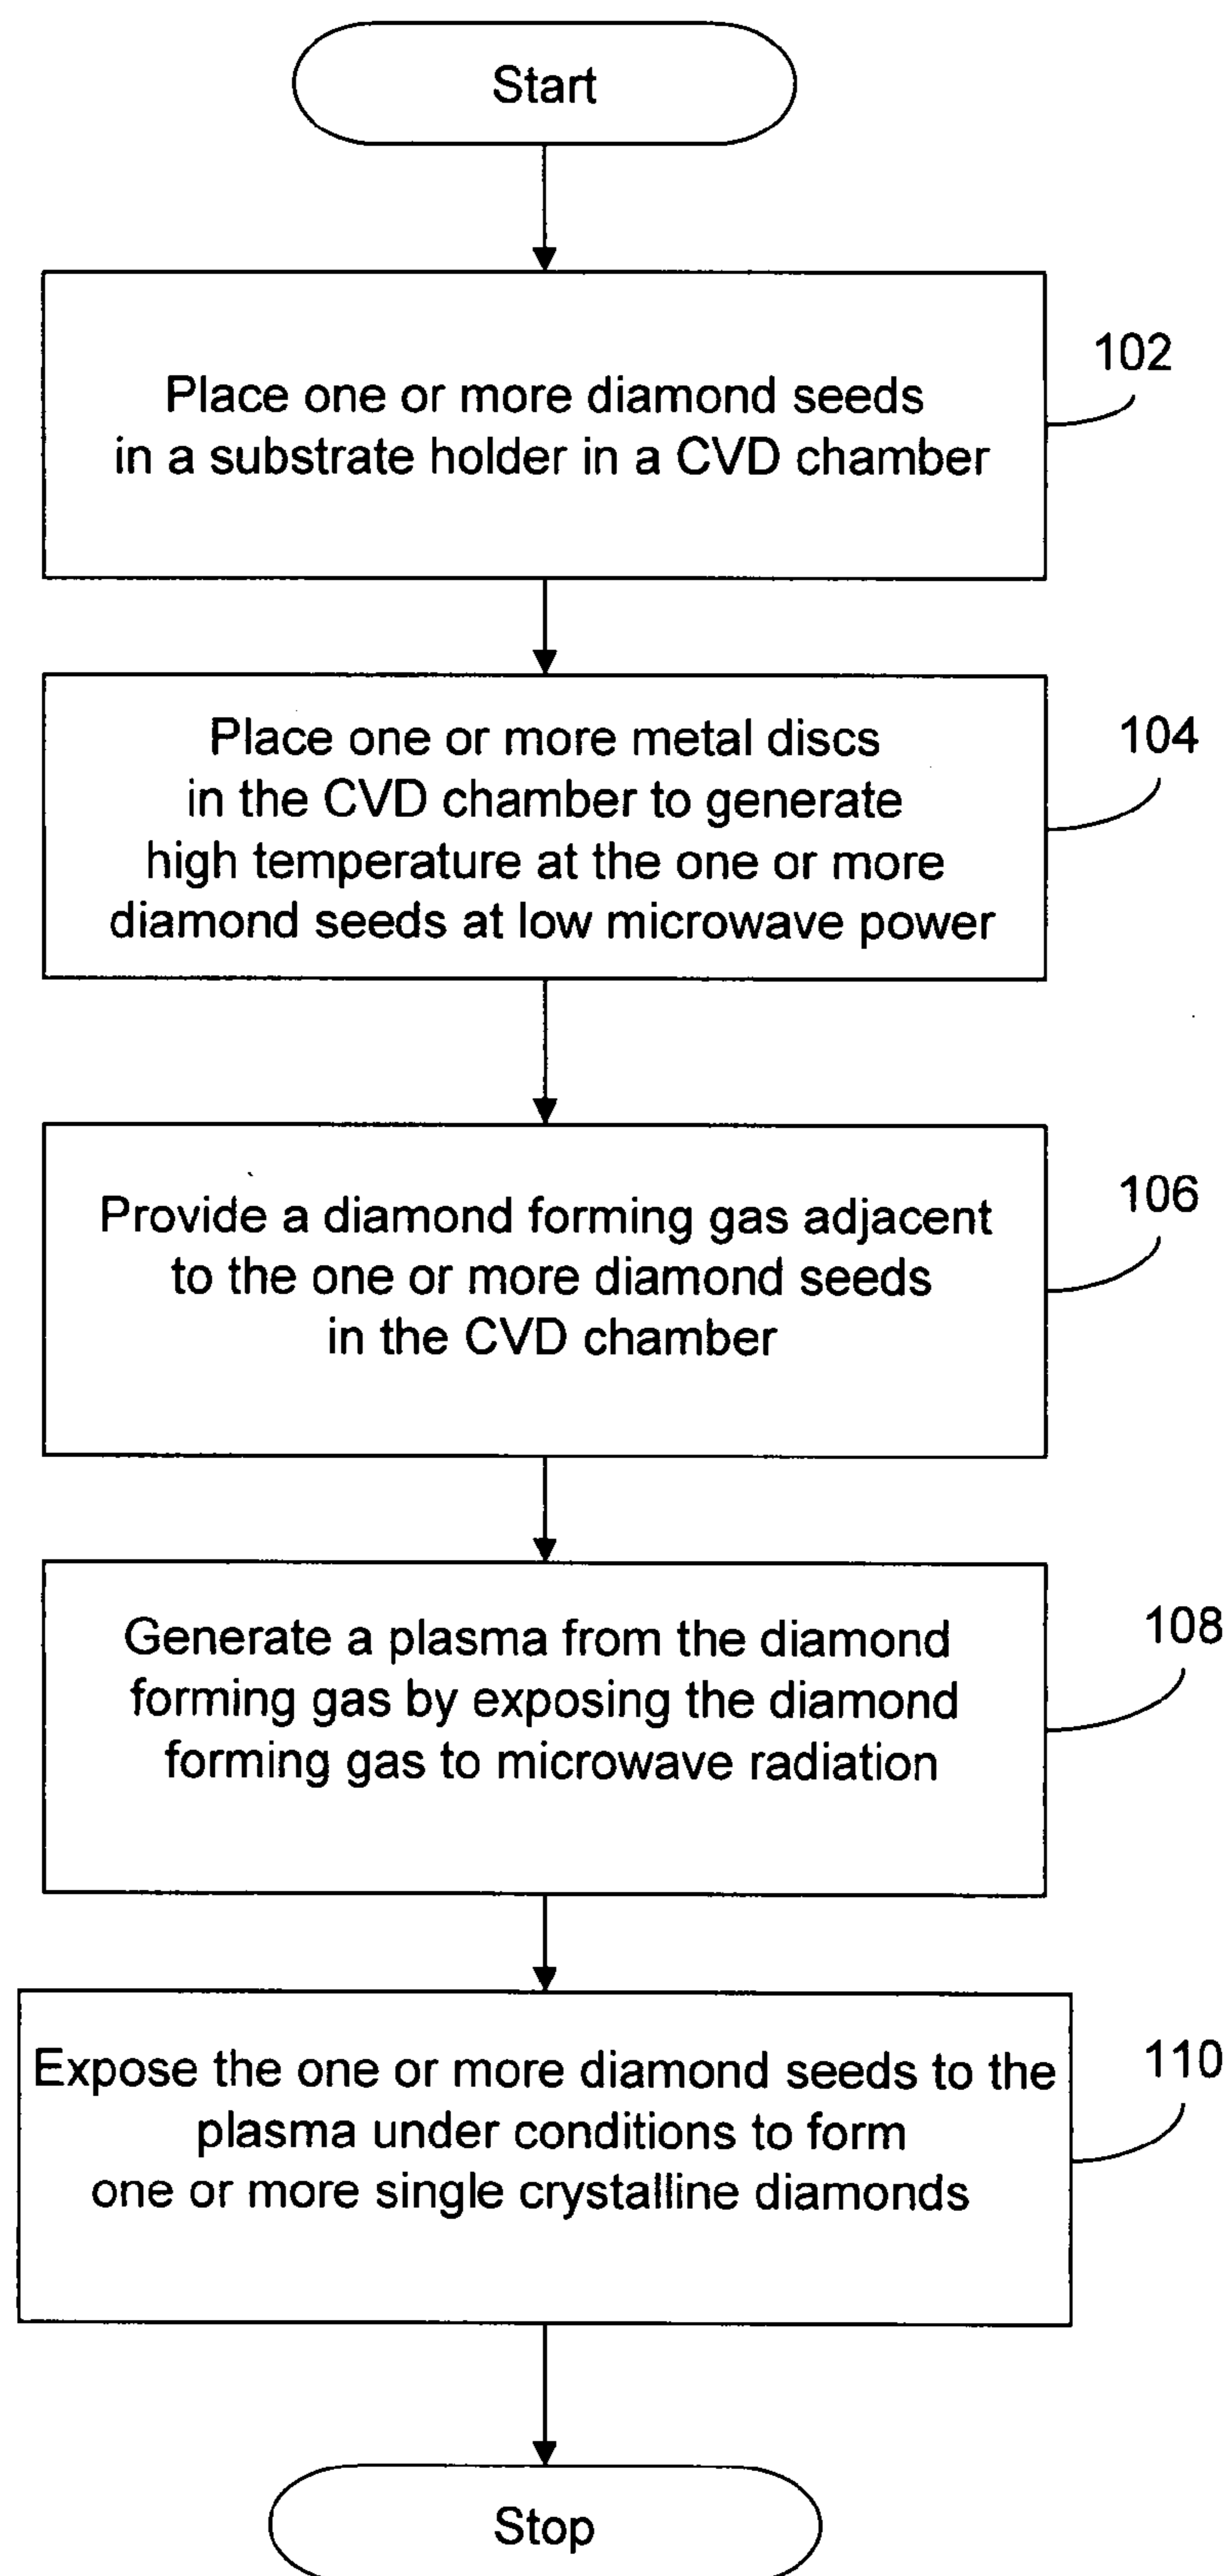 Start
Place one or more diamond seeds
in a substrate holder in a CVD chamber
102
Place one or more metal discs
in the CVD chamber to generate
high temperature at the one or more
diamond seeds at low microwave power
104
Provide a diamond forming gas adjacent
to the one or more diamond seeds
in the CVD chamber
106
Generate a plasma from the diamond
forming gas by exposing the diamond
forming gas to microwave radiation
108
Expose the one or more diamond seeds to the
plasma under conditions to form
one or more single crystalline diamonds
110
Stop